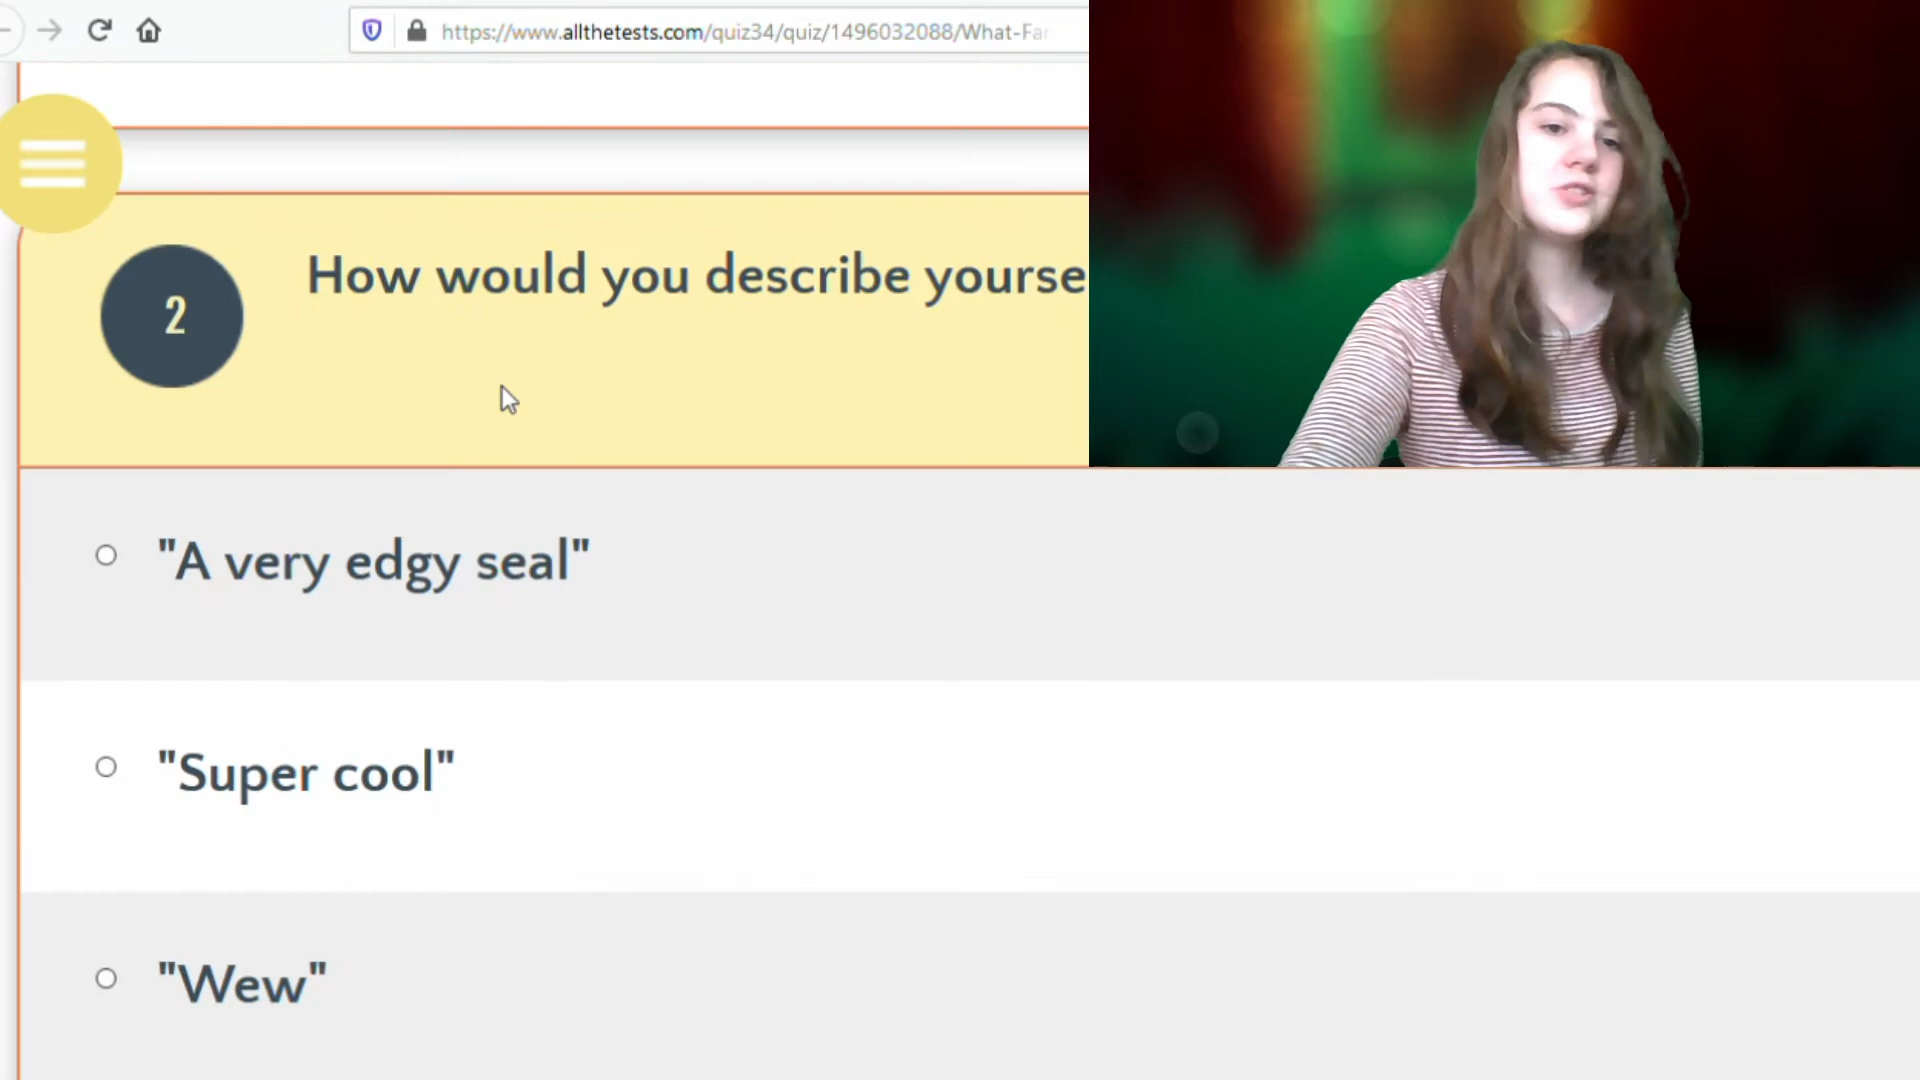 https://www.allthetests.com/quiz34/quiz/1496032088/What-Far
2
How would you describe yourse
"A very edgy seal"
"Super cool"
"Wew"